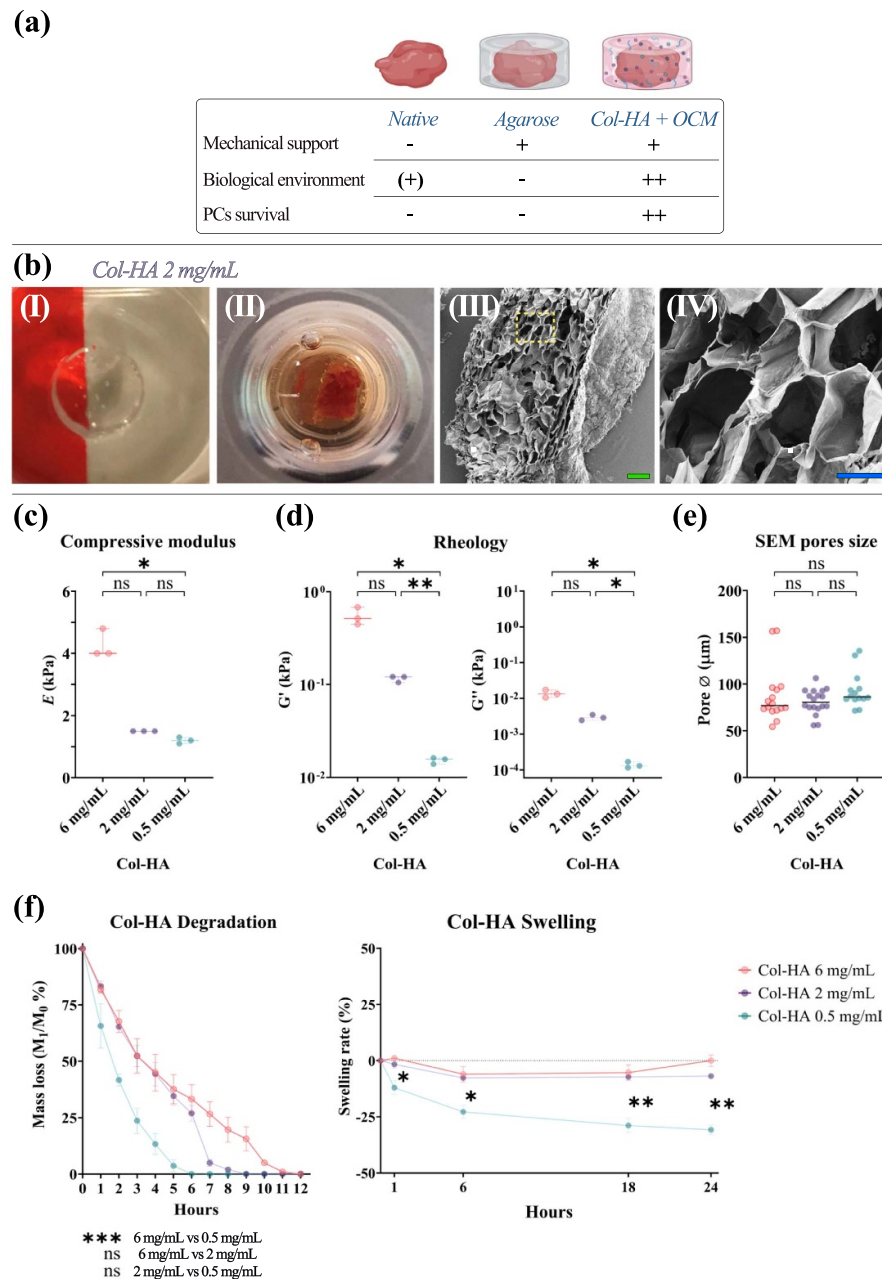 (a)
Native Agarose Col-HA + OCM
Mechanical support - + +
Biological environment (+) - ++
PCs survival - - ++
(b) Col-HA 2 mg/mL
(I) (II) (III) (IV)
(c) (d) (e)
Compressive modulus
ns ns
*
E (kPa)
6
4
2
0
6 mg/mL 2 mg/mL 0.5 mg/mL
Col-HA
Rheology
*
ns **
G' (kPa)
10⁰
10⁻¹
10⁻²
6 mg/mL 2 mg/mL 0.5 mg/mL
Col-HA
*
ns *
G'' (kPa)
10¹
10⁰
10⁻¹
10⁻²
10⁻³
10⁻⁴
6 mg/mL 2 mg/mL 0.5 mg/mL
Col-HA
SEM pores size
ns
ns ns
Pore Ø (μm)
200
150
100
50
0
6 mg/mL 2 mg/mL 0.5 mg/mL
Col-HA
(f)
Col-HA Degradation
Mass loss (M₁/M₀ %)
100
75
50
25
0
0 1 2 3 4 5 6 7 8 9 10 11 12
Hours
*** 6 mg/mL vs 0.5 mg/mL
ns 6 mg/mL vs 2 mg/mL
ns 2 mg/mL vs 0.5 mg/mL
Col-HA Swelling
Swelling rate (%)
50
25
0
-25
-50
* * ** **
1 6 18 24
Hours
Col-HA 6 mg/mL
Col-HA 2 mg/mL
Col-HA 0.5 mg/mL